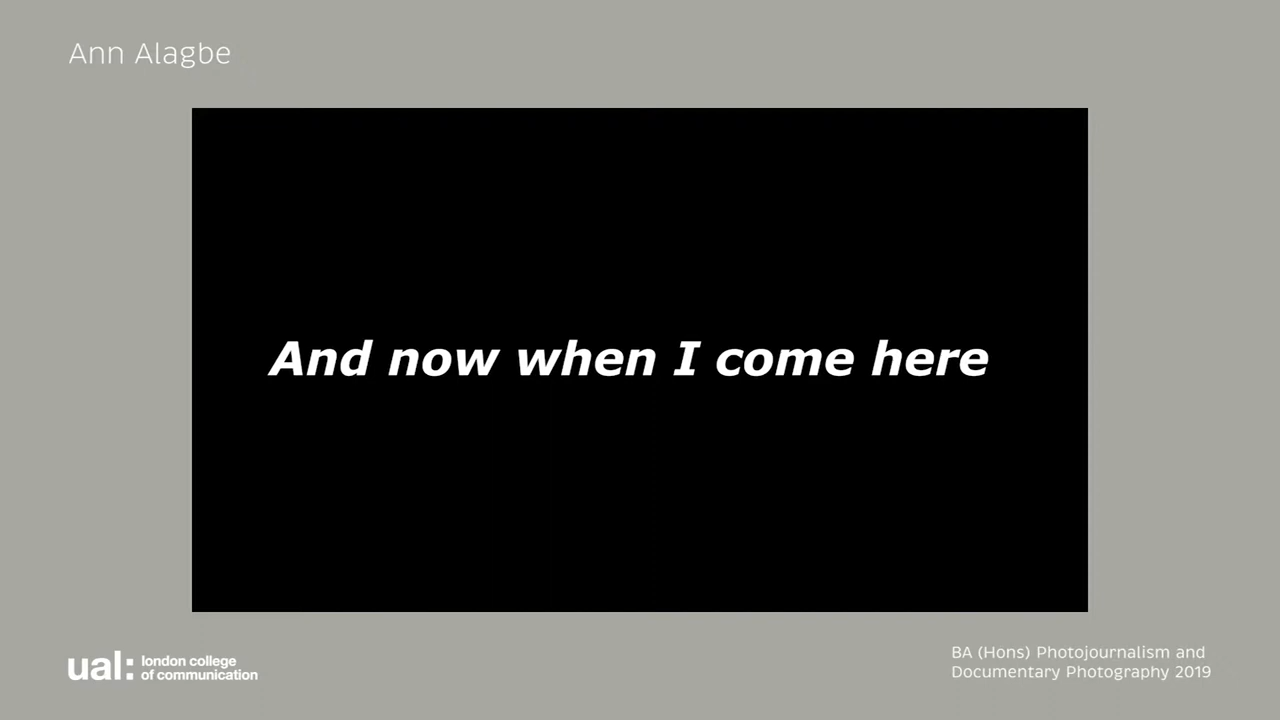 Ann Alagbe
And now when I come here
ual: london college
of communication
BA (Hons) Photojournalism and
Documentary Photography 2019